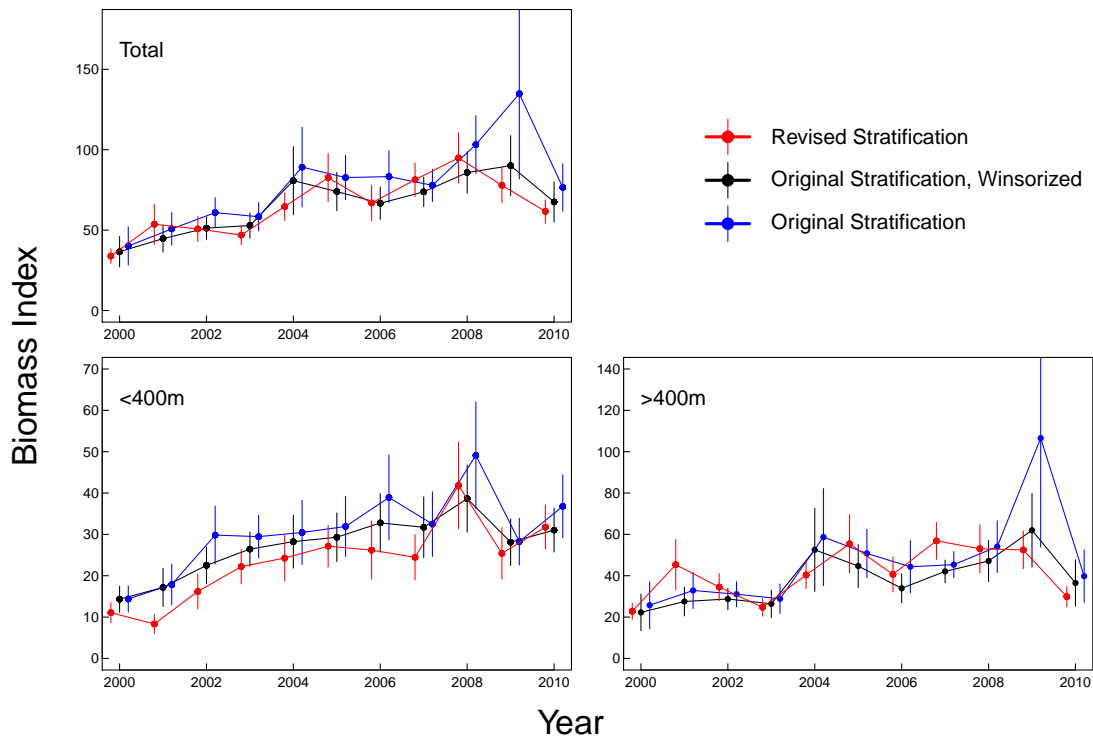 Total
150
100
50
0
2000 2002 2004 2006 2008 2010
Revised Stratification
Original Stratification, Winsorized
Original Stratification
Biomass Index
<400m
70
60
50
40
30
20
10
0
2000 2002 2004 2006 2008 2010
>400m
140
120
100
80
60
40
20
0
2000 2002 2004 2006 2008 2010
Year